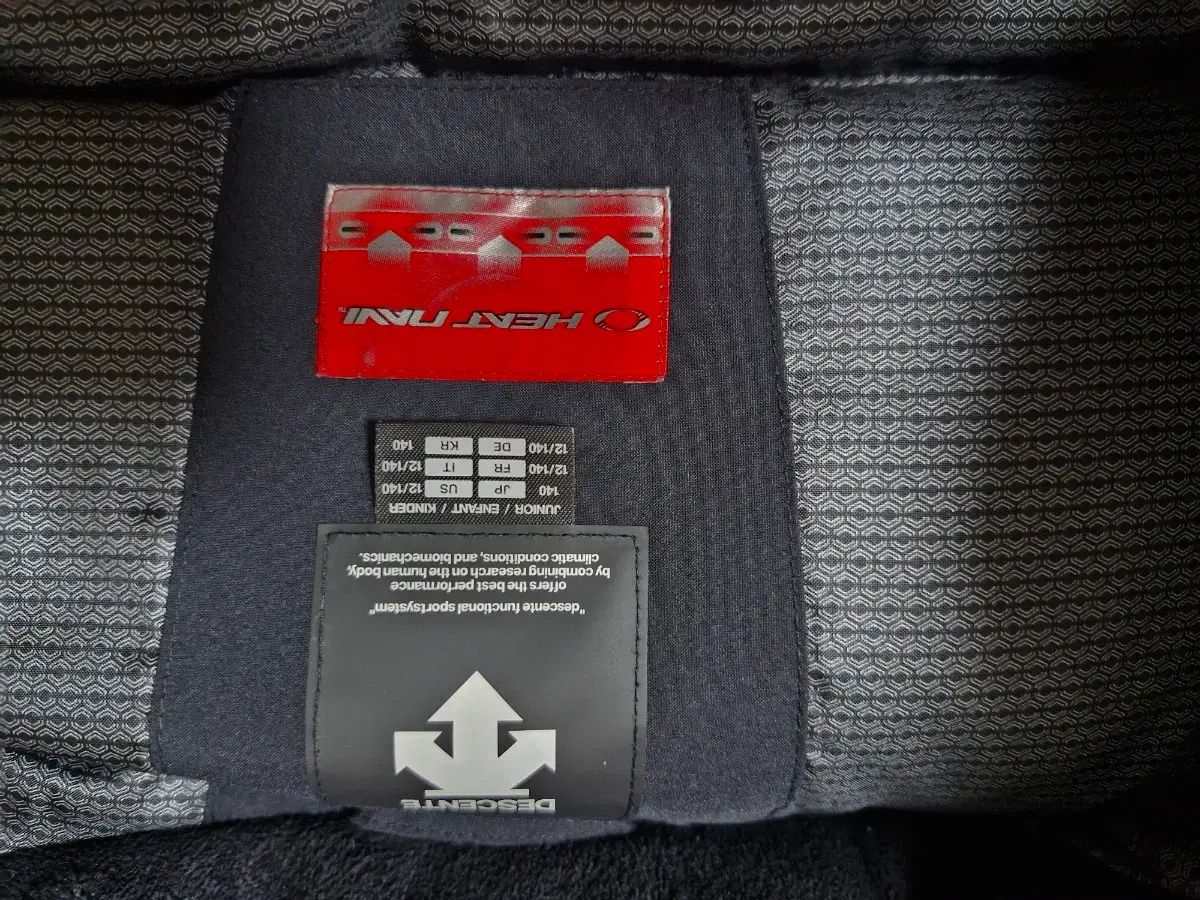 DESCENTE
"descente functional sportsystem"
offers the best performance
by combining research on the human body,
climatic conditions, and biomechanics.
JUNIOR / ENFANT / KINDER
140 JP US 12/140
12/140 FR IT 12/140
12/140 DE KR 140
HEAT NAVI™